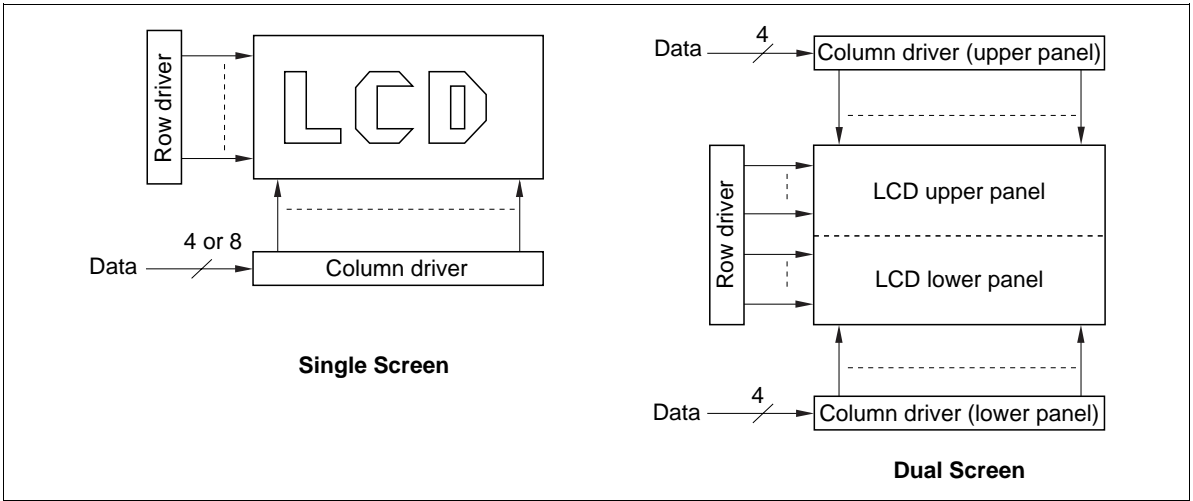 Row driver
LCD
4 or 8
Data
Column driver
Single Screen
4
Data
Column driver (upper panel)
Row driver
LCD upper panel
LCD lower panel
4
Data
Column driver (lower panel)
Dual Screen